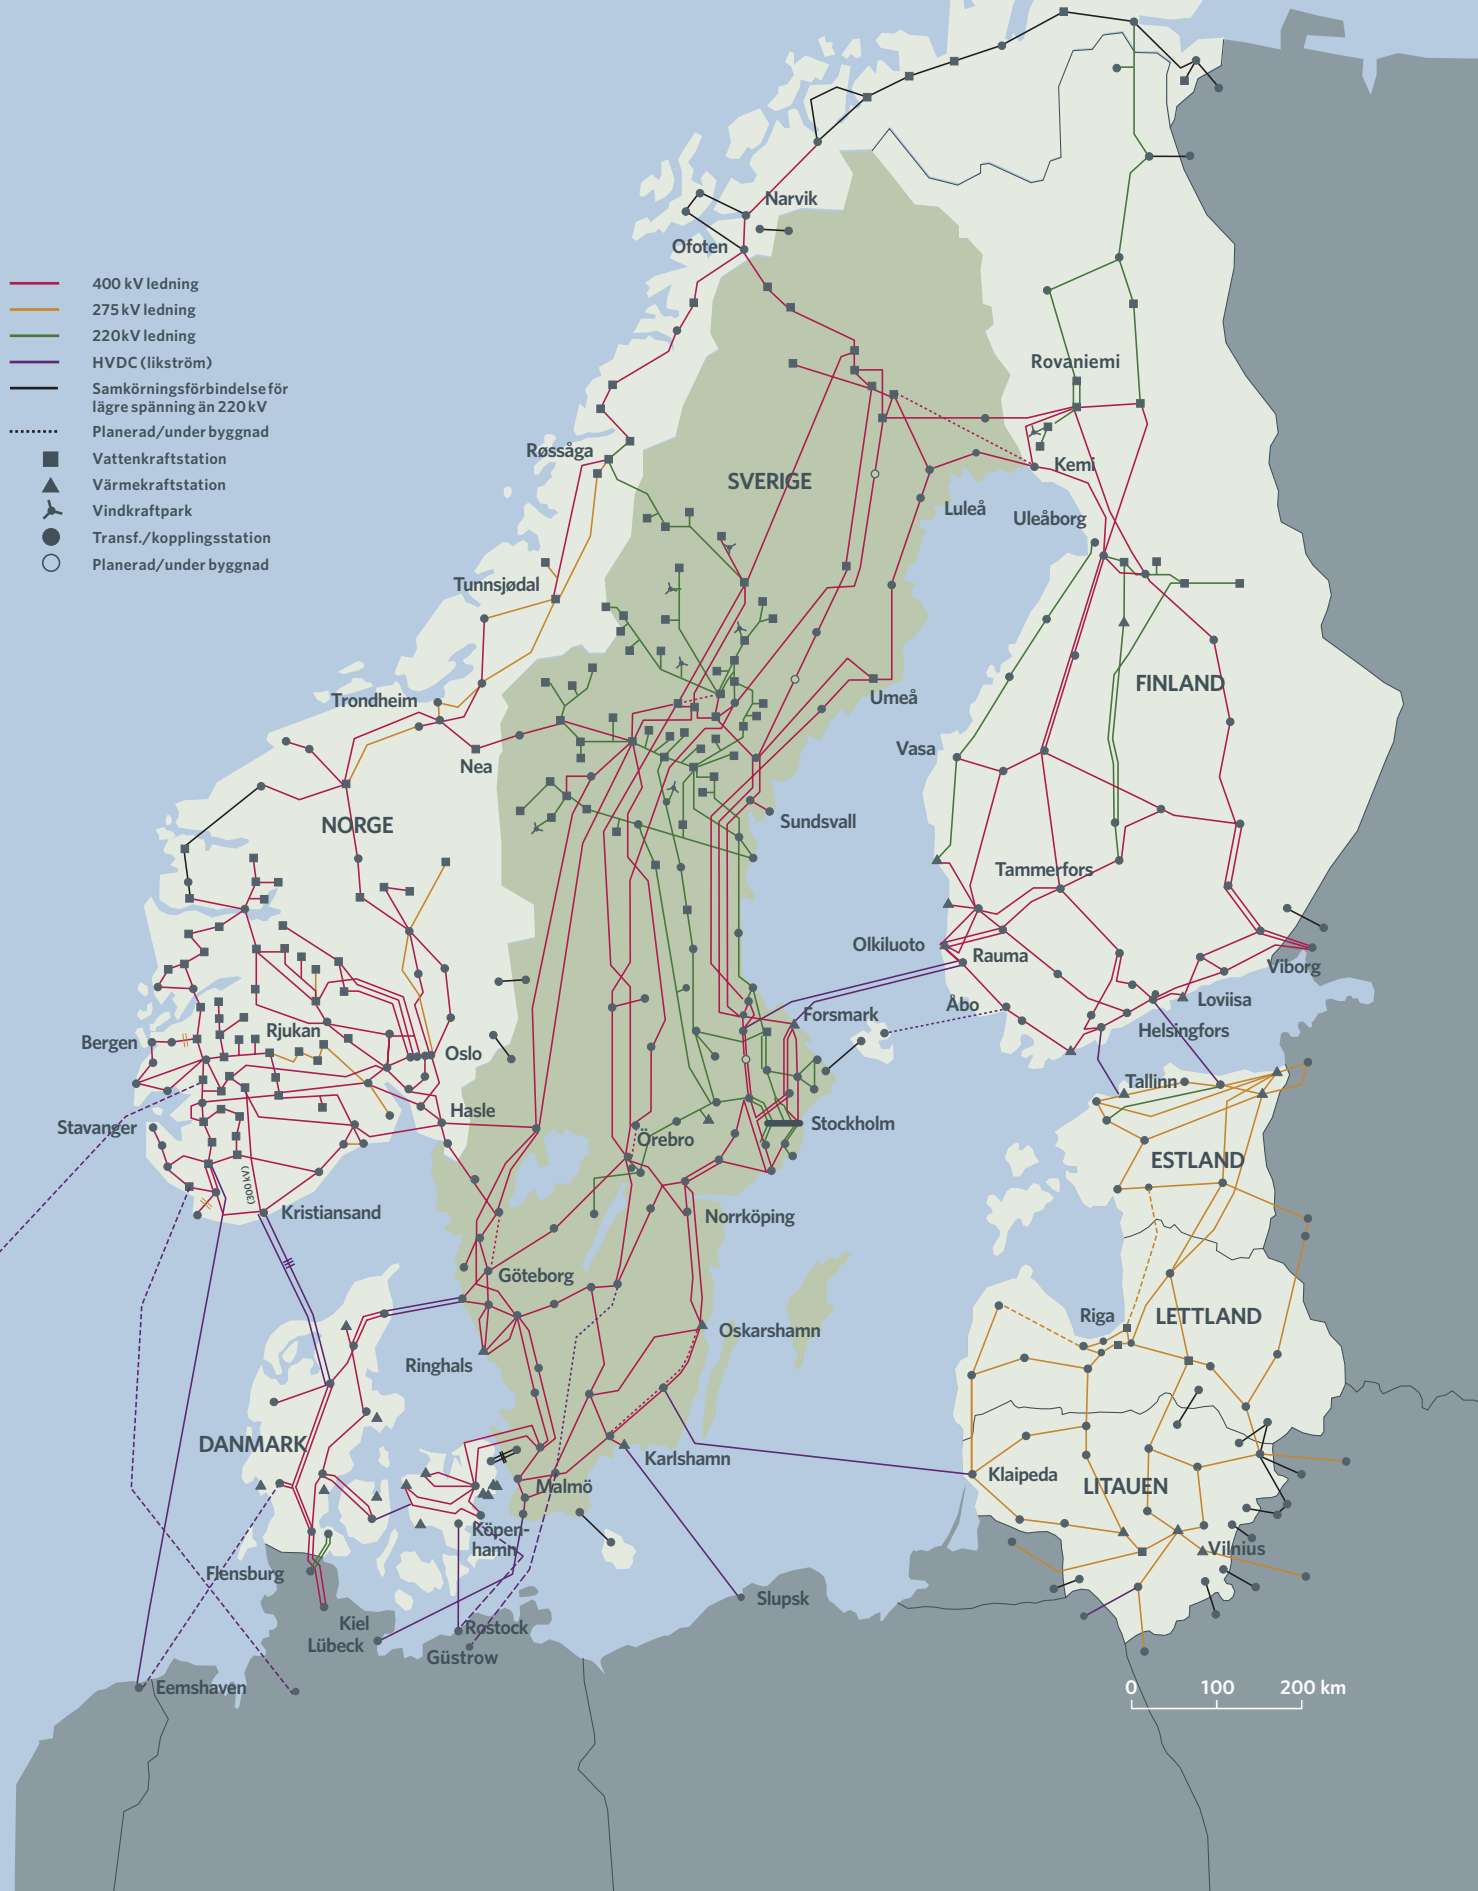 Narvik
Ofoten
400 kV ledning
275 kV ledning
220 kV ledning
HVDC (likström)
Samkörningsförbindelse för
lägre spänning än 220 kV
Planerad/under byggnad
Vattenkraftstation
Värmekraftstation
Vindkraftpark
Transf./kopplingsstation
Planerad/under byggnad
Rovaniemi
Røssåga
Kemi
SVERIGE
Luleå
Uleåborg
Tunnsjødal
FINLAND
Umeå
Trondheim
Vasa
Nea
NORGE
Sundsvall
Tammerfors
Olkiluoto
Rauma
Viborg
Loviisa
Åbo
Forsmark
Helsingfors
Rjukan
Bergen
Oslo
Tallinn
Hasle
Stavanger
Stockholm
Örebro
ESTLAND
(300 kV)
Kristiansand
Norrköping
Göteborg
Riga
LETTLAND
Oskarshamn
Ringhals
DANMARK
Karlshamn
Klaipeda
LITAUEN
Malmö
Köpen-
hamn
Vilnius
Flensburg
Slupsk
Kiel
Rostock
Lübeck
Güstrow
Eemshaven
0 100 200 km